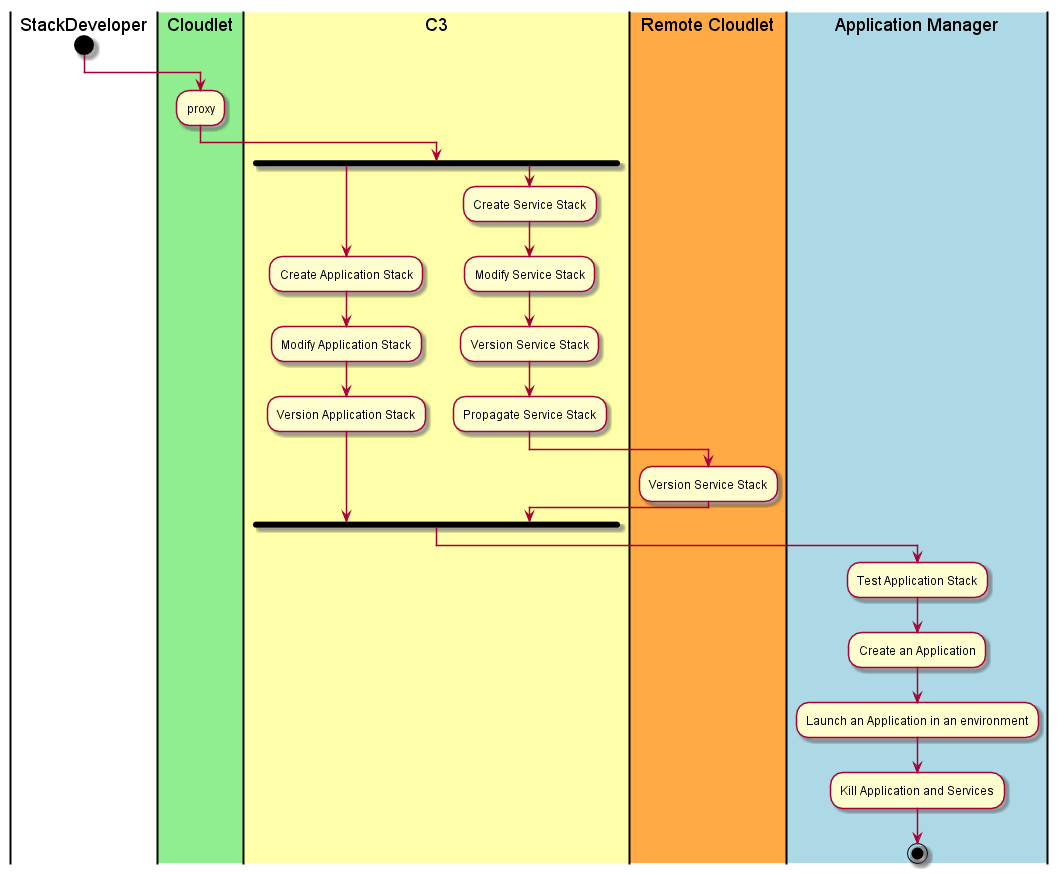 StackDeveloper
Cloudlet
C3
Remote Cloudlet
Application Manager
proxy
Create Service Stack
Create Application Stack
Modify Service Stack
Modify Application Stack
Version Service Stack
Version Application Stack
Propagate Service Stack
Version Service Stack
Test Application Stack
Create an Application
Launch an Application in an environment
Kill Application and Services